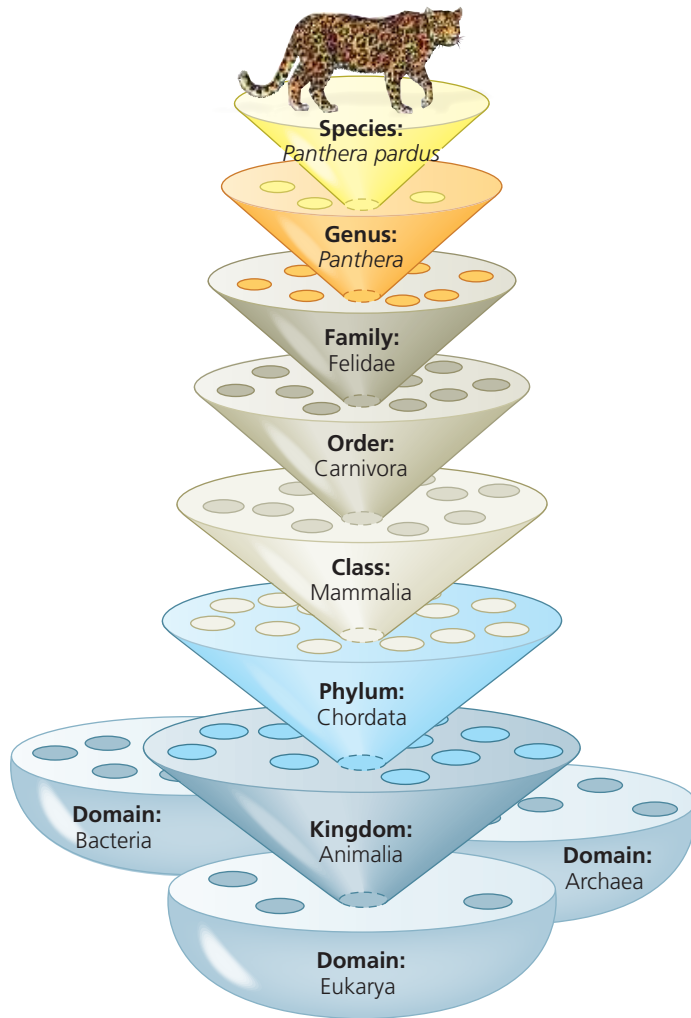 Species:
Panthera pardus
Genus:
Panthera
Family:
Felidae
Order:
Carnivora
Class:
Mammalia
Phylum:
Chordata
Domain:
Bacteria
Kingdom:
Animalia
Domain:
Archaea
Domain:
Eukarya